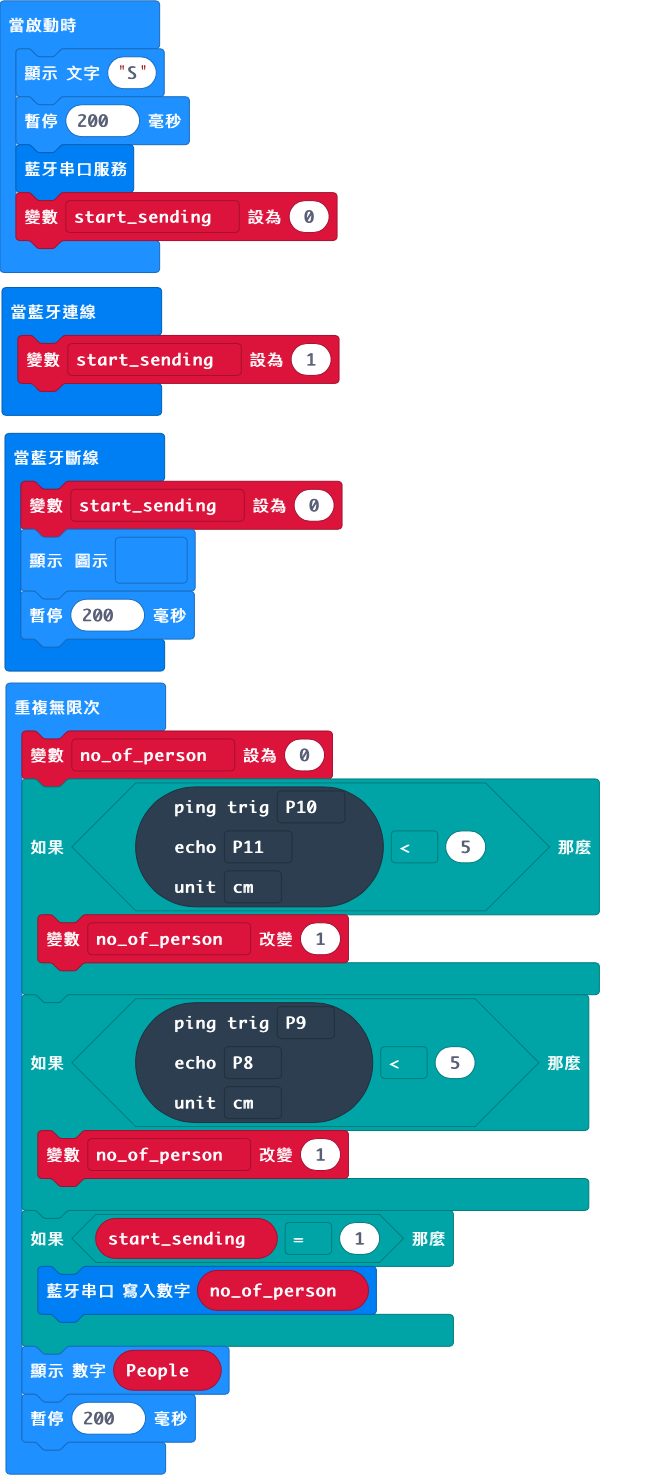 當啟動時
顯示 文字 "S"
暫停 200 毫秒
藍牙串口服務
變數 start_sending 設為 0
當藍牙連線
變數 start_sending 設為 1
當藍牙斷線
變數 start_sending 設為 0
顯示 圖示
暫停 200 毫秒
重複無限次
變數 no_of_person 設為 0
ping trig P10
echo P11
unit cm
如果 < 5 那麼
變數 no_of_person 改變 1
ping trig P9
echo P8
unit cm
如果 < 5 那麼
變數 no_of_person 改變 1
如果 start_sending = 1 那麼
藍牙串口 寫入數字 no_of_person
顯示 數字 People
暫停 200 毫秒